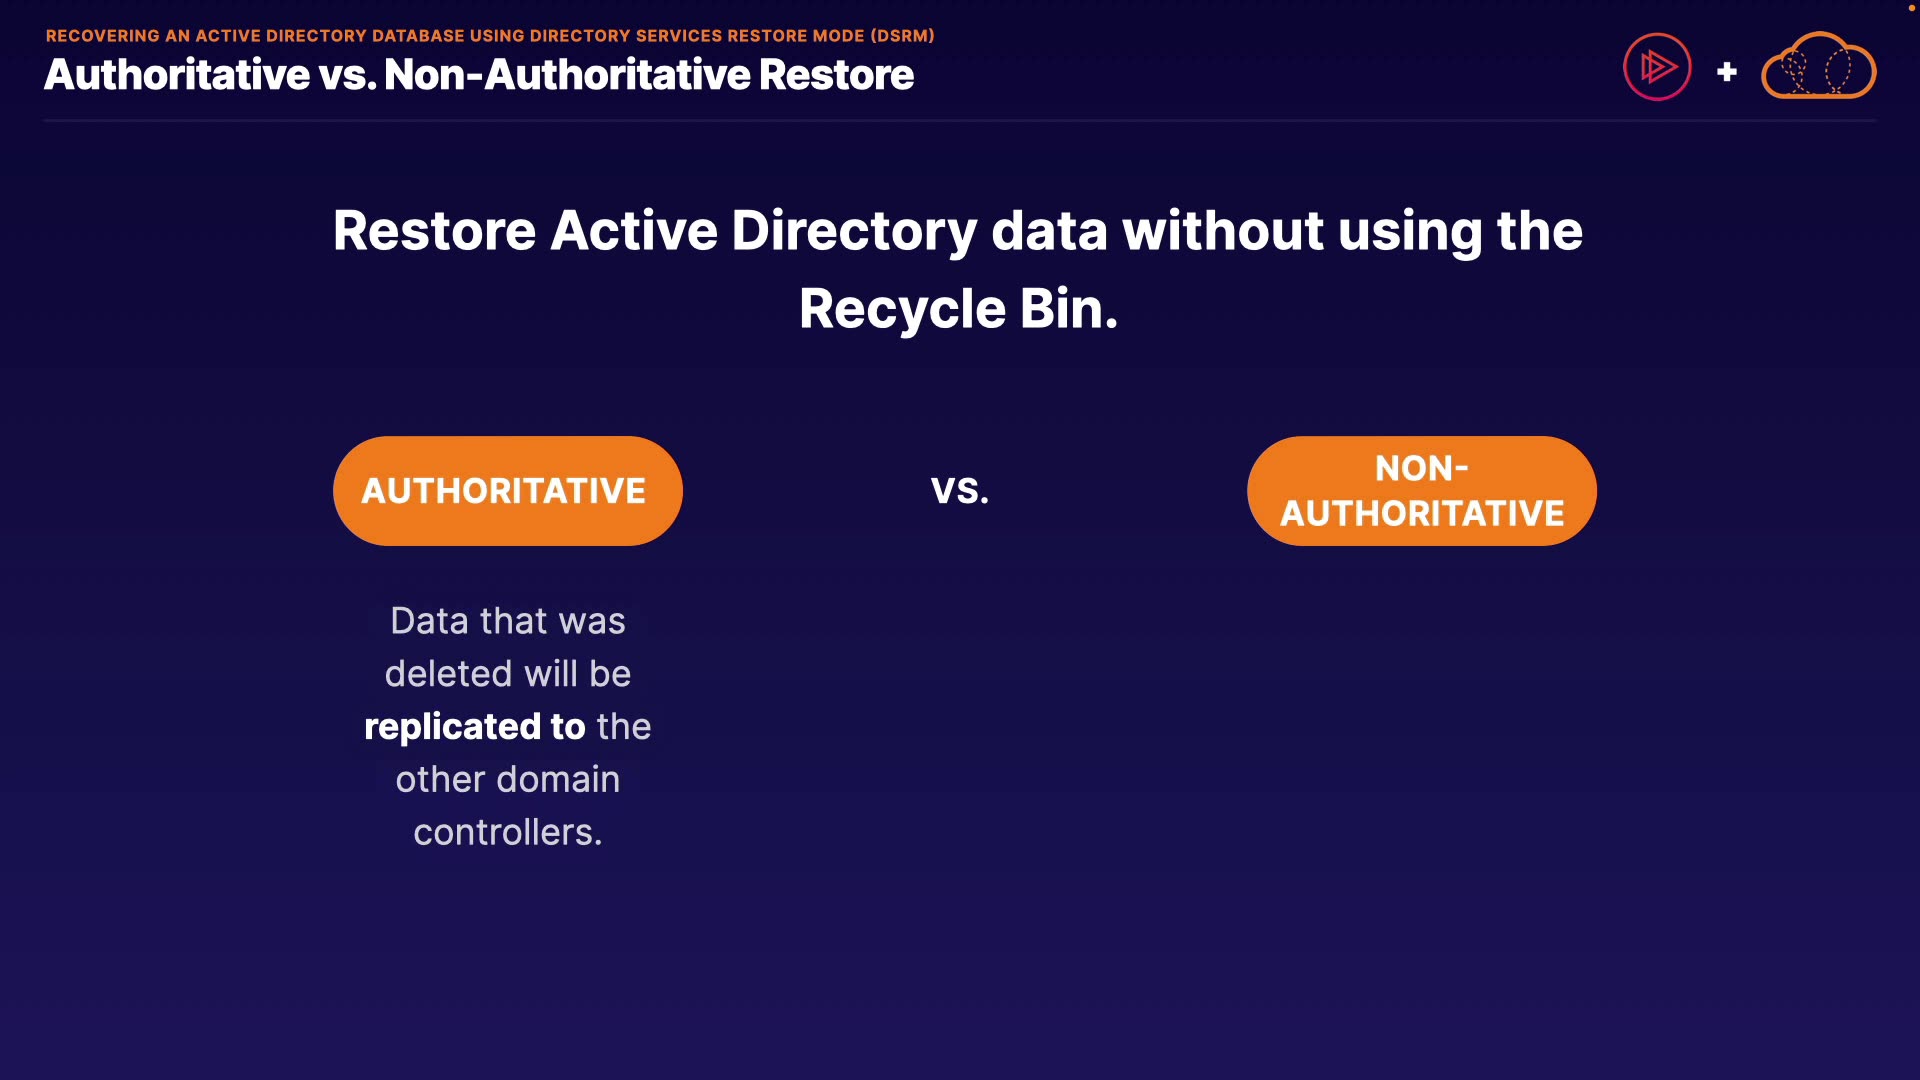 RECOVERING AN ACTIVE DIRECTORY DATABASE USING DIRECTORY SERVICES RESTORE MODE (DSRM)
Authoritative vs. Non-Authoritative Restore
+
Restore Active Directory data without using the
Recycle Bin.
AUTHORITATIVE
VS.
NON-
AUTHORITATIVE
Data that was
deleted will be
replicated to the
other domain
controllers.